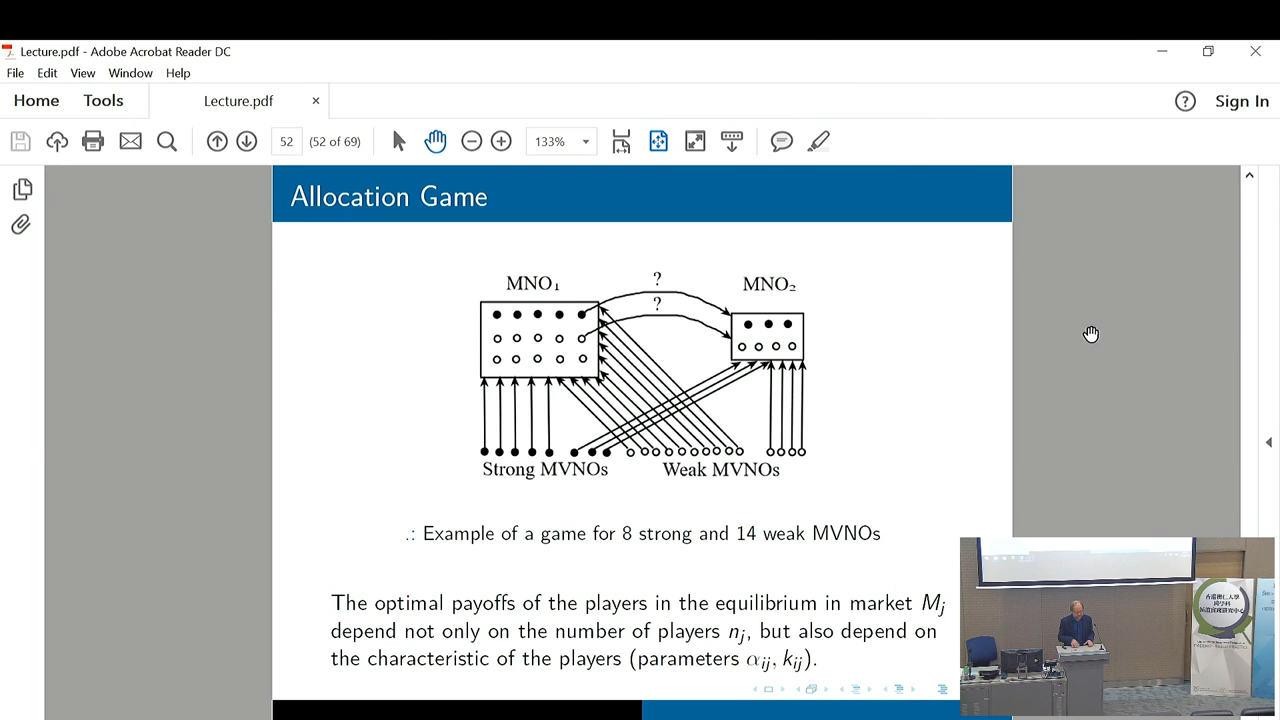 Lecture.pdf - Adobe Acrobat Reader DC
File Edit View Window Help
Home Tools Lecture.pdf × ? Sign In
52 (52 of 69) 133%
Allocation Game
MNO₁ ? MNO₂
?
Strong MVNOs Weak MVNOs
.: Example of a game for 8 strong and 14 weak MVNOs
The optimal payoffs of the players in the equilibrium in market Mj
depend not only on the number of players nj, but also depend on
the characteristic of the players (parameters αij, kij).